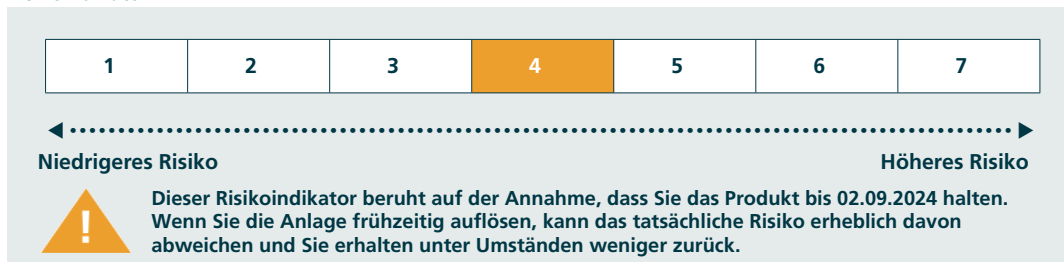 1 2 3 4 5 6 7
Niedrigeres Risiko Höheres Risiko
!
Dieser Risikoindikator beruht auf der Annahme, dass Sie das Produkt bis 02.09.2024 halten.
Wenn Sie die Anlage frühzeitig auflösen, kann das tatsächliche Risiko erheblich davon
abweichen und Sie erhalten unter Umständen weniger zurück.